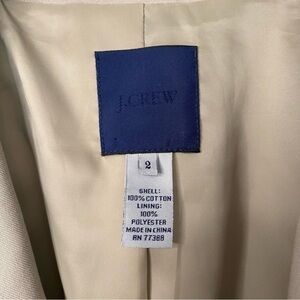 J.CREW
2
SHELL:
100% COTTON
LINING:
100%
POLYESTER
MADE IN CHINA
RN 77388